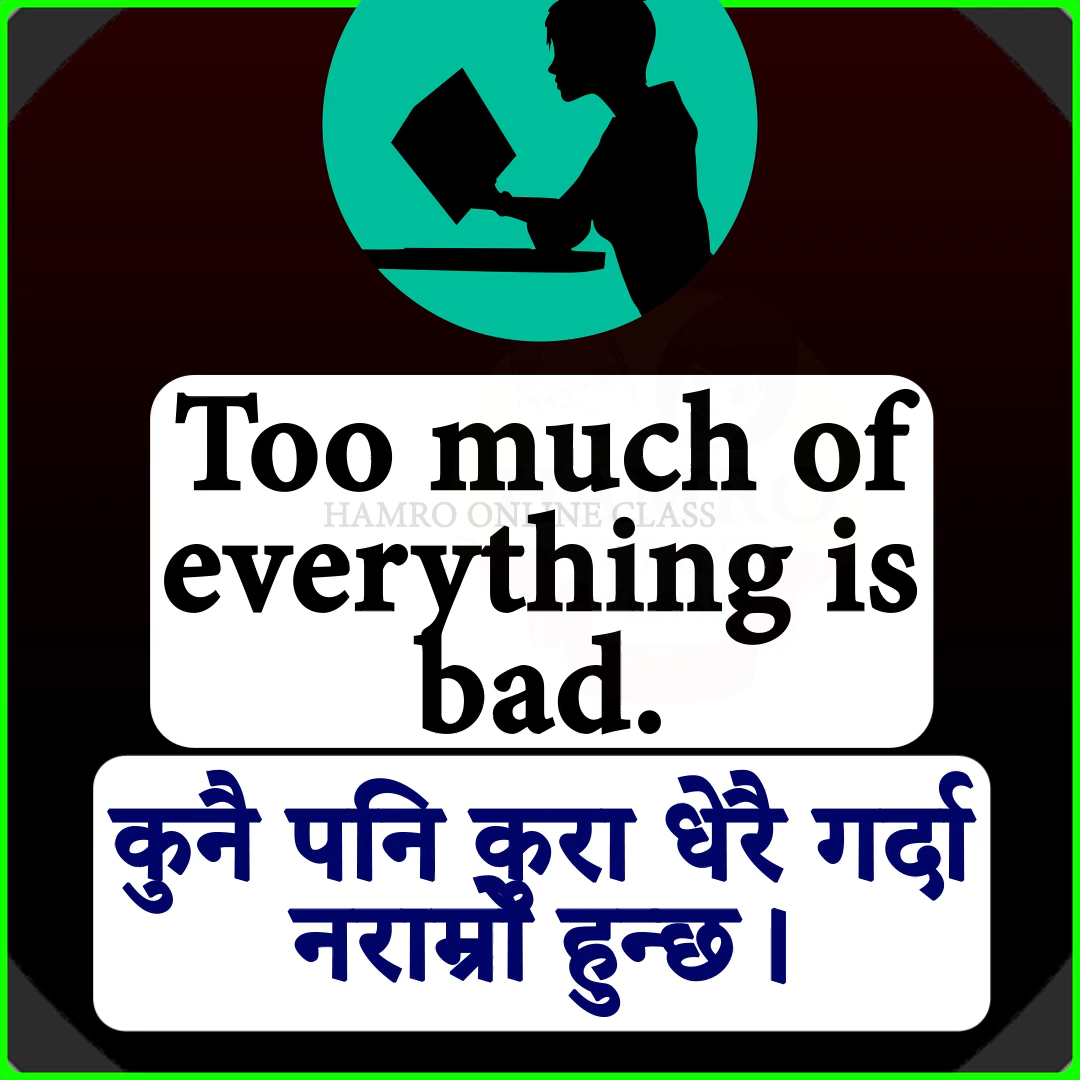 Too much of
HAMRO ONLINE CLASS
everything is
bad.
कुनै पनि कुरा धेरै गर्दा
नराम्रो हुन्छ ।